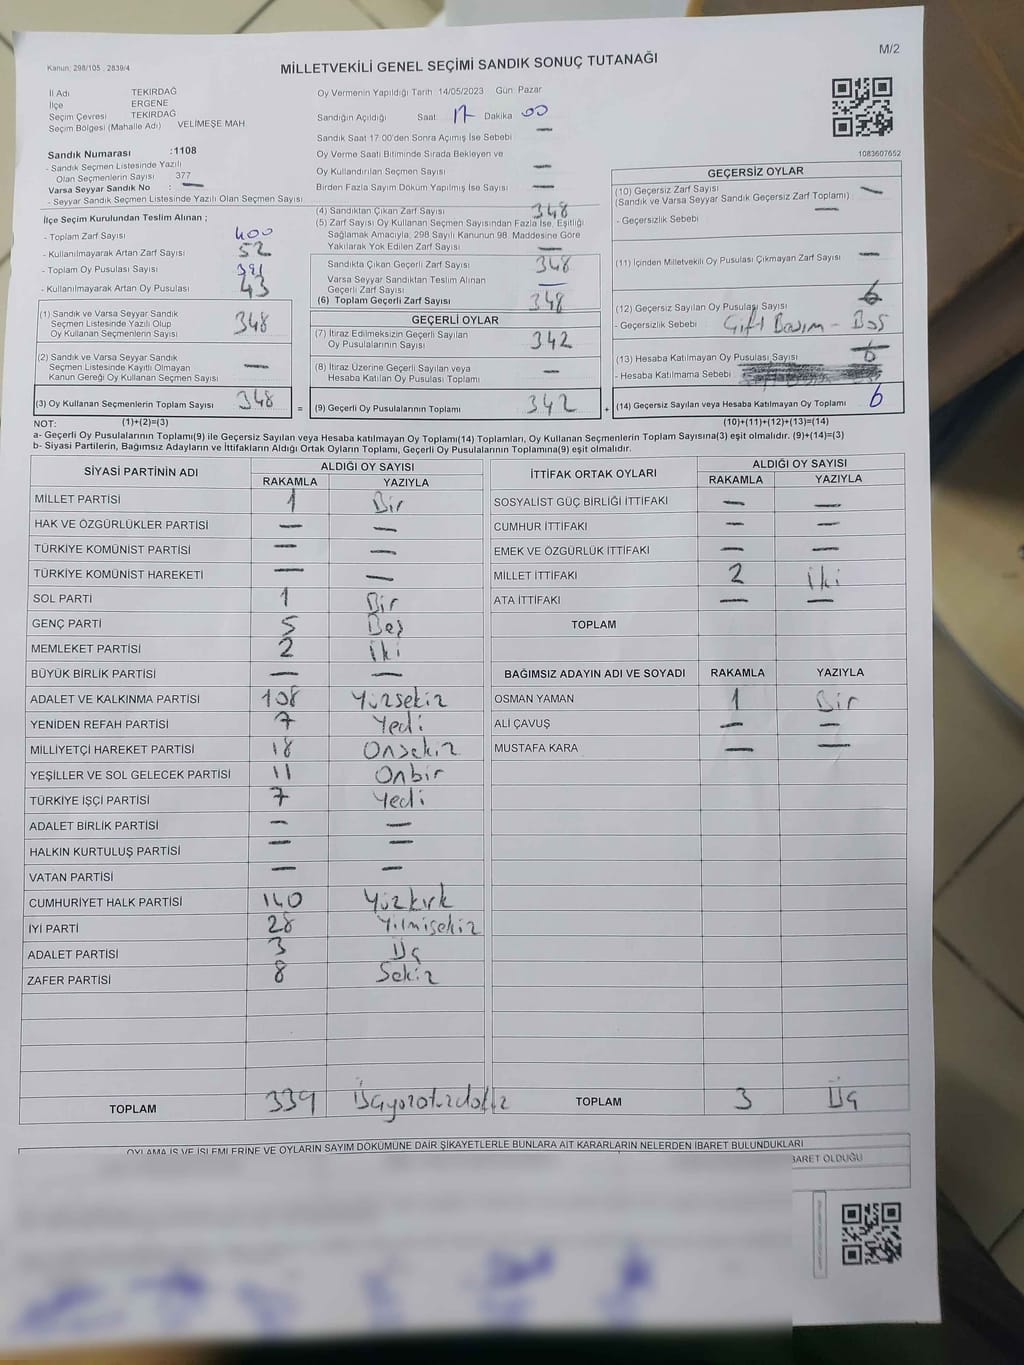 Kanun: 298/105 , 2839/4
M/2
MİLLETVEKİLİ GENEL SEÇİMİ SANDIK SONUÇ TUTANAĞI
İl Adı TEKİRDAĞ
İlçe ERGENE
Seçim Çevresi TEKİRDAĞ
Seçim Bölgesi (Mahalle Adı) VELİMEŞE MAH
Sandık Numarası :1108
- Sandık Seçmen Listesinde Yazılı
Olan Seçmenlerin Sayısı 377
Varsa Seyyar Sandık No : —
- Seyyar Sandık Seçmen Listesinde Yazılı Olan Seçmen Sayısı
İlçe Seçim Kurulundan Teslim Alınan ;
- Toplam Zarf Sayısı 400
- Kullanılmayarak Artan Zarf Sayısı 52
- Toplam Oy Pusulası Sayısı 391
- Kullanılmayarak Artan Oy Pusulası 43
(1) Sandık ve Varsa Seyyar Sandık
Seçmen Listesinde Yazılı Olup
Oy Kullanan Seçmenlerin Sayısı 348
(2) Sandık ve Varsa Seyyar Sandık
Seçmen Listesinde Kayıtlı Olmayan
Kanun Gereği Oy Kullanan Seçmen Sayısı —
(3) Oy Kullanan Seçmenlerin Toplam Sayısı 348
(1)+(2)=(3)
Oy Vermenin Yapıldığı Tarih 14/05/2023 Gün: Pazar
Sandığın Açıldığı Saat 17 Dakika 00
Sandık Saat 17:00'den Sonra Açılmış İse Sebebi —
Oy Verme Saati Bitiminde Sırada Bekleyen ve
Oy Kullandırılan Seçmen Sayısı —
Birden Fazla Sayım Döküm Yapılmış İse Sayısı —
(4) Sandıktan Çıkan Zarf Sayısı 348
(5) Zarf Sayısı Oy Kullanan Seçmen Sayısından Fazla İse, Eşitliği
Sağlamak Amacıyla, 298 Sayılı Kanunun 98. Maddesine Göre
Yakılarak Yok Edilen Zarf Sayısı —
Sandıkta Çıkan Geçerli Zarf Sayısı 348
Varsa Seyyar Sandıktan Teslim Alınan
Geçerli Zarf Sayısı —
(6) Toplam Geçerli Zarf Sayısı 348
GEÇERLİ OYLAR
(7) İtiraz Edilmeksizin Geçerli Sayılan
Oy Pusulalarının Sayısı 342
(8) İtiraz Üzerine Geçerli Sayılan veya
Hesaba Katılan Oy Pusulası Toplamı —
= (9) Geçerli Oy Pusulalarının Toplamı 342 +
1083607652
GEÇERSİZ OYLAR
(10) Geçersiz Zarf Sayısı —
(Sandık ve Varsa Seyyar Sandık Geçersiz Zarf Toplamı) —
- Geçersizlik Sebebi
(11) İçinden Milletvekili Oy Pusulası Çıkmayan Zarf Sayısı —
(12) Geçersiz Sayılan Oy Pusulası Sayısı 6
- Geçersizlik Sebebi Çift Basım - Boş
(13) Hesaba Katılmayan Oy Pusulası Sayısı
- Hesaba Katılmama Sebebi
(14) Geçersiz Sayılan veya Hesaba Katılmayan Oy Toplamı 6
(10)+(11)+(12)+(13)=(14)
NOT:
a- Geçerli Oy Pusulalarının Toplamı(9) ile Geçersiz Sayılan veya Hesaba katılmayan Oy Toplamı(14) Toplamları, Oy Kullanan Seçmenlerin Toplam Sayısına(3) eşit olmalıdır. (9)+(14)=(3)
b- Siyasi Partilerin, Bağımsız Adayların ve İttifakların Aldığı Ortak Oyların Toplamı, Geçerli Oy Pusulalarının Toplamına(9) eşit olmalıdır.
SİYASİ PARTİNİN ADI ALDIĞI OY SAYISI
RAKAMLA YAZIYLA
MİLLET PARTİSİ 1 Bir
HAK VE ÖZGÜRLÜKLER PARTİSİ — —
TÜRKİYE KOMÜNİST PARTİSİ — —
TÜRKİYE KOMÜNİST HAREKETİ — —
SOL PARTİ 1 Bir
GENÇ PARTİ 5 Beş
MEMLEKET PARTİSİ 2 İki
BÜYÜK BİRLİK PARTİSİ — —
ADALET VE KALKINMA PARTİSİ 108 Yüzsekiz
YENİDEN REFAH PARTİSİ 7 Yedi
MİLLİYETÇİ HAREKET PARTİSİ 18 Onsekiz
YEŞİLLER VE SOL GELECEK PARTİSİ 11 Onbir
TÜRKİYE İŞÇİ PARTİSİ 7 Yedi
ADALET BİRLİK PARTİSİ — —
HALKIN KURTULUŞ PARTİSİ — —
VATAN PARTİSİ — —
CUMHURİYET HALK PARTİSİ 140 Yüzkırk
İYİ PARTİ 28 Yilmisekiz
ADALET PARTİSİ 3 Üç
ZAFER PARTİSİ 8 Sekiz
TOPLAM 339
İTTİFAK ORTAK OYLARI ALDIĞI OY SAYISI
RAKAMLA YAZIYLA
SOSYALİST GÜÇ BİRLİĞİ İTTİFAKI — —
CUMHUR İTTİFAKI — —
EMEK VE ÖZGÜRLÜK İTTİFAKI — —
MİLLET İTTİFAKI 2 İki
ATA İTTİFAKI — —
TOPLAM
BAĞIMSIZ ADAYIN ADI VE SOYADI RAKAMLA YAZIYLA
OSMAN YAMAN 1 Bir
ALİ ÇAVUŞ — —
MUSTAFA KARA — —
TOPLAM 3 Üç
OYLAMA İŞ VE İŞLEMLERİNE VE OYLARIN SAYIM DÖKÜMÜNE DAİR ŞİKAYETLERLE BUNLARA AİT KARARLARIN NELERDEN İBARET BULUNDUKLARI
BARET OLDUĞU